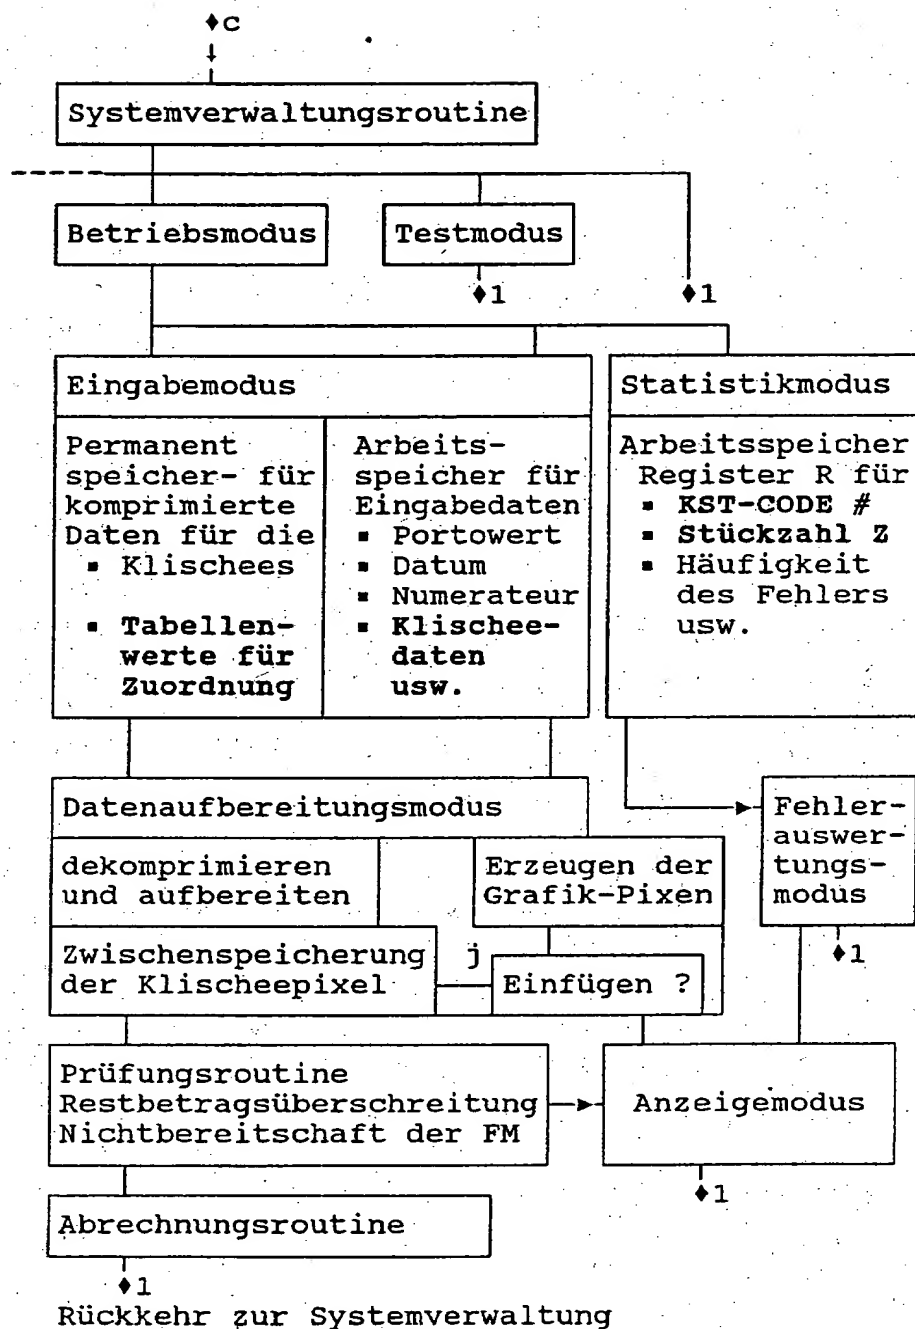 ♦c
Systemverwaltungsroutine
Betriebsmodus
Testmodus
♦1
♦1
Eingabemodus
Permanent
speicher- für
komprimierte
Daten für die
▪ Klischees
▪ Tabellen-
werte für
Zuordnung
Arbeits-
speicher für
Eingabedaten
▪ Portowert
▪ Datum
▪ Numerateur
▪ Klischee-
daten
usw.
Statistikmodus
Arbeitsspeicher
Register R für
▪ KST-CODE #
▪ Stückzahl Z
▪ Häufigkeit
des Fehlers
usw.
Datenaufbereitungsmodus
dekomprimieren
und aufbereiten
Erzeugen der
Grafik-Pixen
Zwischenspeicherung
der Klischeepixel
j
Einfügen ?
Fehler-
auswer-
tungs-
modus
♦1
Prüfungsroutine
Restbetragsüberschreitung
Nichtbereitschaft der FM
Anzeigemodus
♦1
Abrechnungsroutine
♦1
Rückkehr zur Systemverwaltung